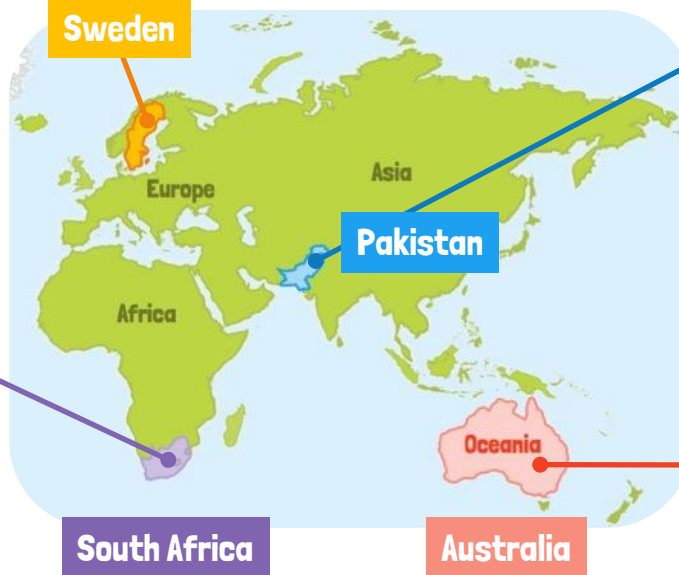 Sweden
Asia
Europe
Pakistan
Africa
Oceania
South Africa
Australia